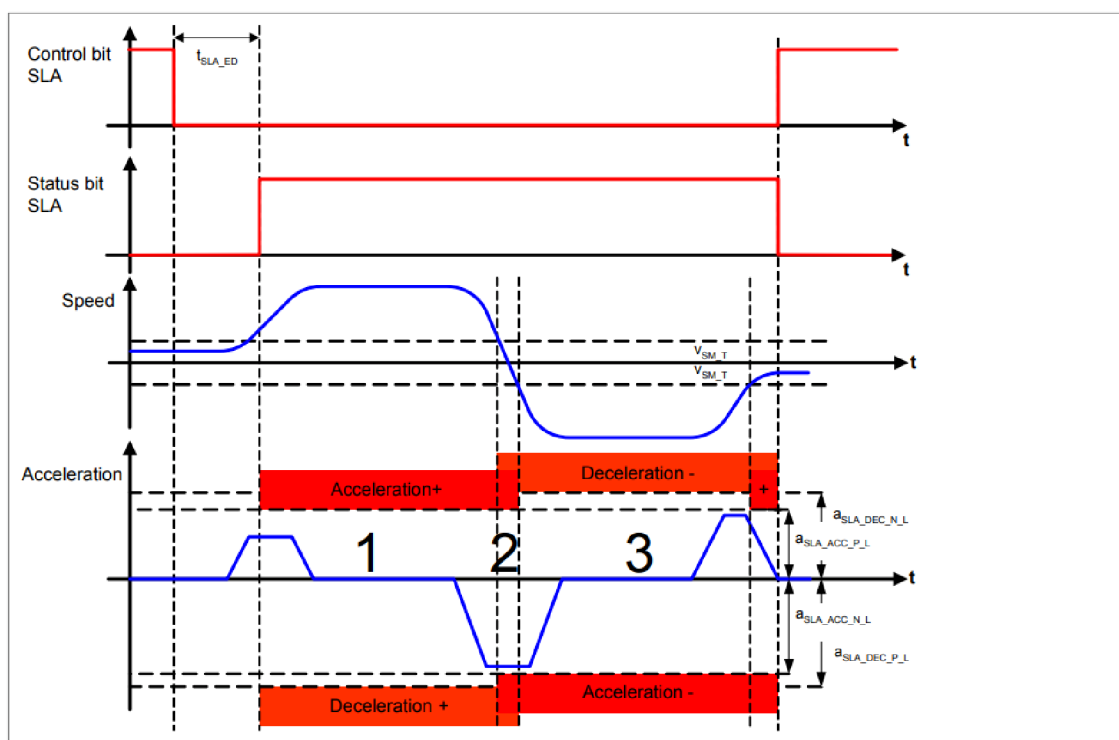 Control bit
SLA
tSLA_ED
t
Status bit
SLA
t
Speed
vSM_T
vSM_T
t
Acceleration
Acceleration+
Deceleration -
+
aSLA_DEC_N_L
aSLA_ACC_P_L
1
2
3
t
aSLA_ACC_N_L
aSLA_DEC_P_L
Deceleration +
Acceleration -